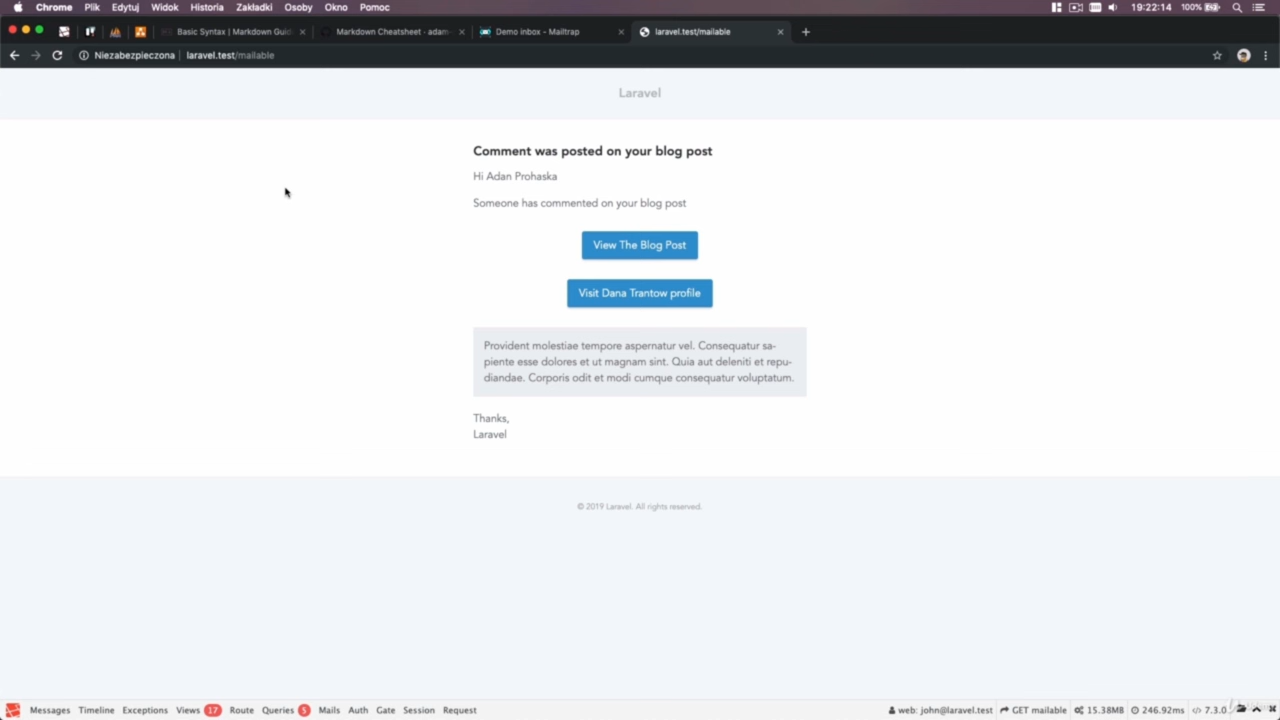 Chrome Plik Edytuj Widok Historia Zakładki Osoby Okno Pomoc 100% 19:22:14
Basic Syntax | Markdown Guid Markdown Cheatsheet · adam- Demo inbox - Mailtrap laravel.test/mailable
Niezabezpieczona laravel.test/mailable
Laravel
Comment was posted on your blog post
Hi Adan Prohaska
Someone has commented on your blog post
View The Blog Post
Visit Dana Trantow profile
Provident molestiae tempore aspernatur vel. Consequatur sa-
piente esse dolores et ut magnam sint. Quia aut deleniti et repu-
diandae. Corporis odit et modi cumque consequatur voluptatum.
Thanks,
Laravel
© 2019 Laravel. All rights reserved.
Messages Timeline Exceptions Views 17 Route Queries 5 Mails Auth Gate Session Request web: john@laravel.test GET mailable 15.38MB 246.92ms 7.3.0